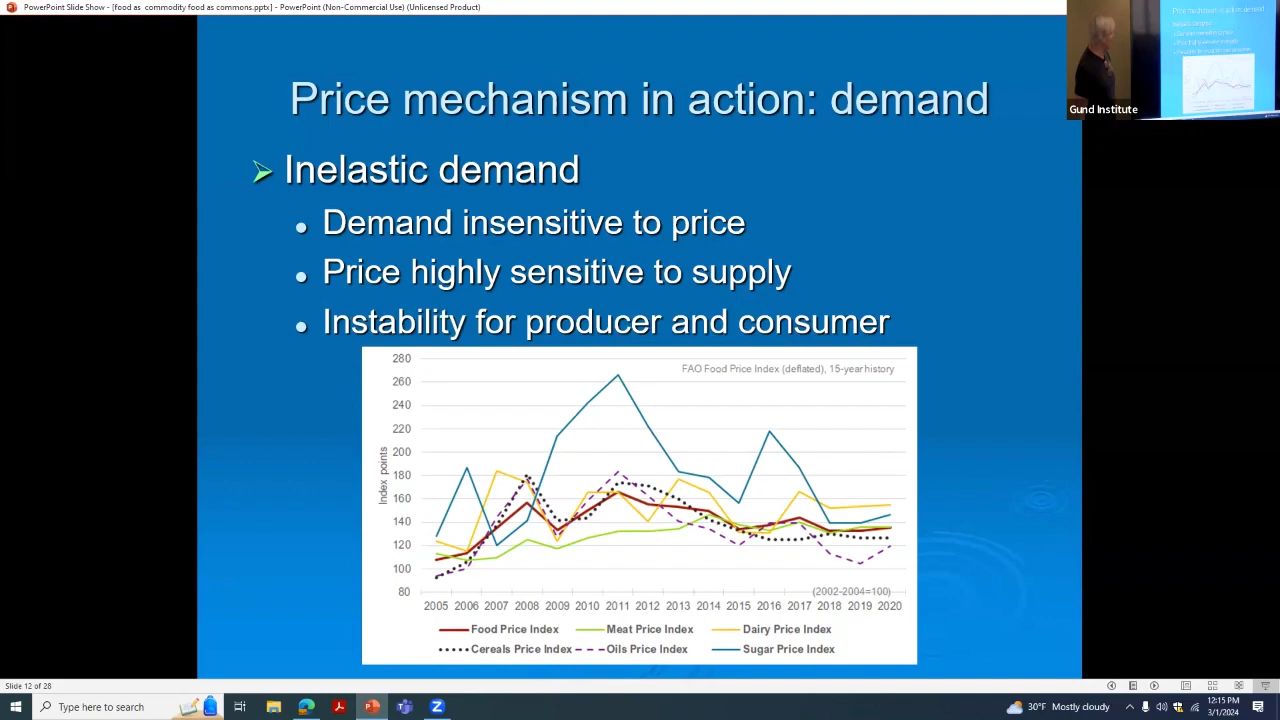 PowerPoint Slide Show - [food as commodity food as commons.pptx] - PowerPoint (Non-Commercial Use) (Unlicensed Product)
Price mechanism in action: demand
Inelastic demand
Demand insensitive to price
Price highly sensitive to supply
Instability for producer and consumer
Gund Institute
FAO Food Price Index (deflated), 15-year history
Index points
280
260
240
220
200
180
160
140
120
100
80
(2002-2004=100)
2005 2006 2007 2008 2009 2010 2011 2012 2013 2014 2015 2016 2017 2018 2019 2020
Food Price Index Meat Price Index Dairy Price Index
Cereals Price Index Oils Price Index Sugar Price Index
Slide 12 of 28
Type here to search
30°F Mostly cloudy
12:15 PM
3/1/2024